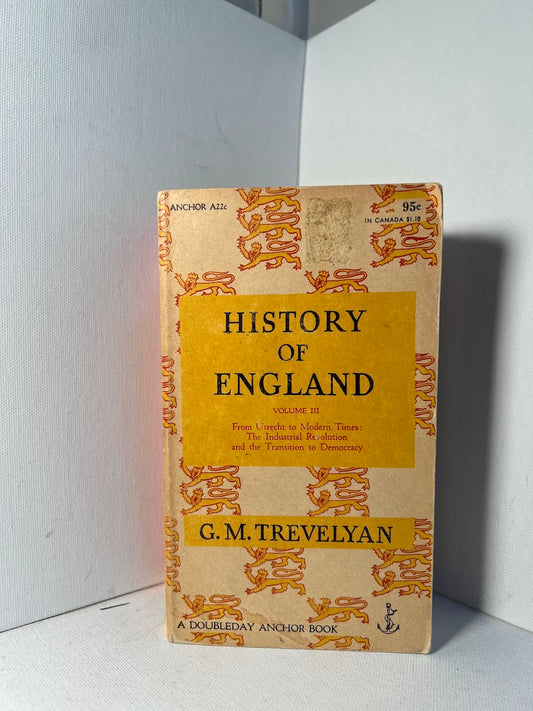 ANCHOR A22c
95c
IN CANADA $1.10
HISTORY
OF
ENGLAND
VOLUME III
From Utrecht to Modern Times:
The Industrial Revolution
and the Transition to Democracy
G. M. TREVELYAN
A DOUBLEDAY ANCHOR BOOK